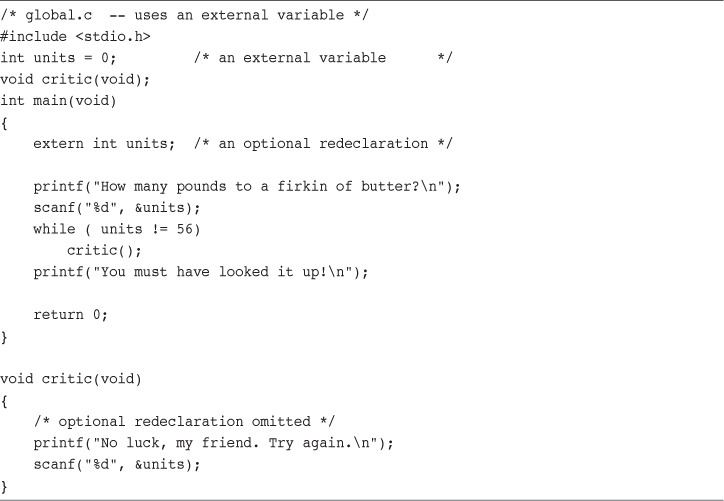 /* global.c  -- uses an external variable */
#include <stdio.h>
int units = 0;         /* an external variable      */
void critic(void);
int main(void)
{
    extern int units;  /* an optional redeclaration */

    printf("How many pounds to a firkin of butter?\n");
    scanf("%d", &units);
    while ( units != 56)
        critic();
    printf("You must have looked it up!\n");

    return 0;
}

void critic(void)
{
    /* optional redeclaration omitted */
    printf("No luck, my friend. Try again.\n");
    scanf("%d", &units);
}